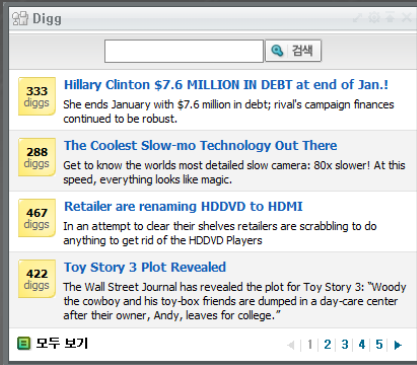 Digg
검색
333
diggs
Hillary Clinton $7.6 MILLION IN DEBT at end of Jan.!
She ends January with $7.6 million in debt; rival's campaign finances
continued to be robust.
288
diggs
The Coolest Slow-mo Technology Out There
Get to know the worlds most detailed slow camera: 80x slower! At this
speed, everything looks like magic.
467
diggs
Retailer are renaming HDDVD to HDMI
In an attempt to clear their shelves retailers are scrabbling to do
anything to get rid of the HDDVD Players
422
diggs
Toy Story 3 Plot Revealed
The Wall Street Journal has revealed the plot for Toy Story 3: “Woody
the cowboy and his toy-box friends are dumped in a day-care center
after their owner, Andy, leaves for college.”
모두 보기
1 | 2 | 3 | 4 | 5